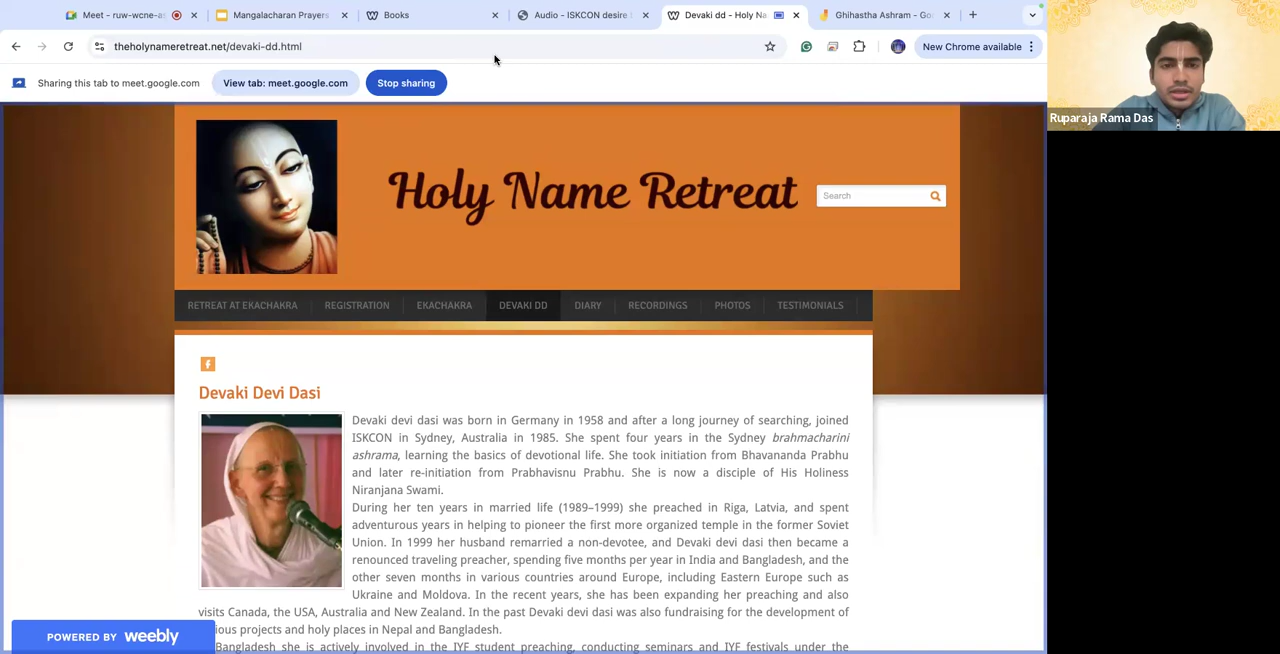 Meet - ruw-wcne-as
Mangalacharan Prayers
Books
Audio - ISKCON desire
Devaki dd - Holy Na
Ghihastha Ashram - Go
theholynameretreat.net/devaki-dd.html
New Chrome available
Sharing this tab to meet.google.com
View tab: meet.google.com
Stop sharing
Ruparaja Rama Das
Holy Name Retreat
Search
RETREAT AT EKACHAKRA
REGISTRATION
EKACHAKRA
DEVAKI DD
DIARY
RECORDINGS
PHOTOS
TESTIMONIALS
Devaki Devi Dasi
Devaki devi dasi was born in Germany in 1958 and after a long journey of searching, joined
ISKCON in Sydney, Australia in 1985. She spent four years in the Sydney brahmacharini
ashrama, learning the basics of devotional life. She took initiation from Bhavananda Prabhu
and later re-initiation from Prabhavisnu Prabhu. She is now a disciple of His Holiness
Niranjana Swami.
During her ten years in married life (1989–1999) she preached in Riga, Latvia, and spent
adventurous years in helping to pioneer the first more organized temple in the former Soviet
Union. In 1999 her husband remarried a non-devotee, and Devaki devi dasi then became a
renounced traveling preacher, spending five months per year in India and Bangladesh, and the
other seven months in various countries around Europe, including Eastern Europe such as
Ukraine and Moldova. In the recent years, she has been expanding her preaching and also
visits Canada, the USA, Australia and New Zealand. In the past Devaki devi dasi was also fundraising for the development of
ious projects and holy places in Nepal and Bangladesh.
Bangladesh she is actively involved in the IYF student preaching, conducting seminars and IYF festivals under the
POWERED BY weebly